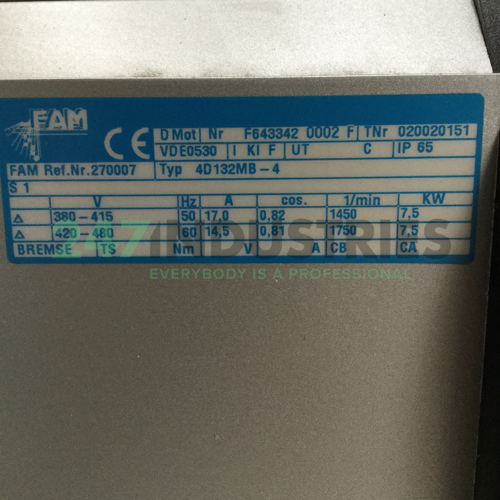 FAM
CE D Mot Nr F643342 0002 F TNr 020020151
VDE0530 I KI F UT C IP 65
FAM Ref.Nr.270007 Typ 4D132MB-4
S 1
V Hz A cos. 1/min KW
Δ 380-415 50 17,0 0,82 1450 7,5
Δ 420-480 60 14,5 0,81 1750 7,5
BREMSE TS Nm V A CB CA
247INDUSTRIES
EVERYBODY IS A PROFESSIONAL